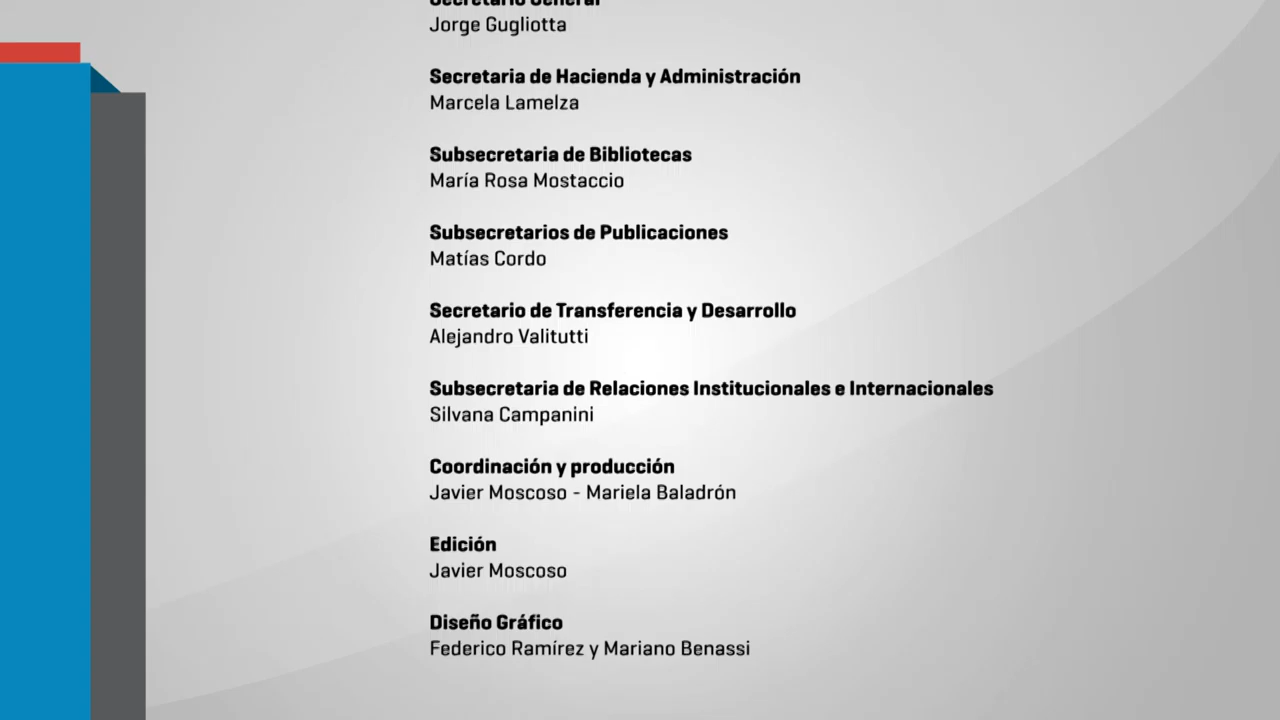 Secretario General
Jorge Gugliotta
Secretaria de Hacienda y Administración
Marcela Lamelza
Subsecretaria de Bibliotecas
María Rosa Mostaccio
Subsecretarios de Publicaciones
Matías Cordo
Secretario de Transferencia y Desarrollo
Alejandro Valitutti
Subsecretaria de Relaciones Institucionales e Internacionales
Silvana Campanini
Coordinación y producción
Javier Moscoso - Mariela Baladrón
Edición
Javier Moscoso
Diseño Gráfico
Federico Ramírez y Mariano Benassi